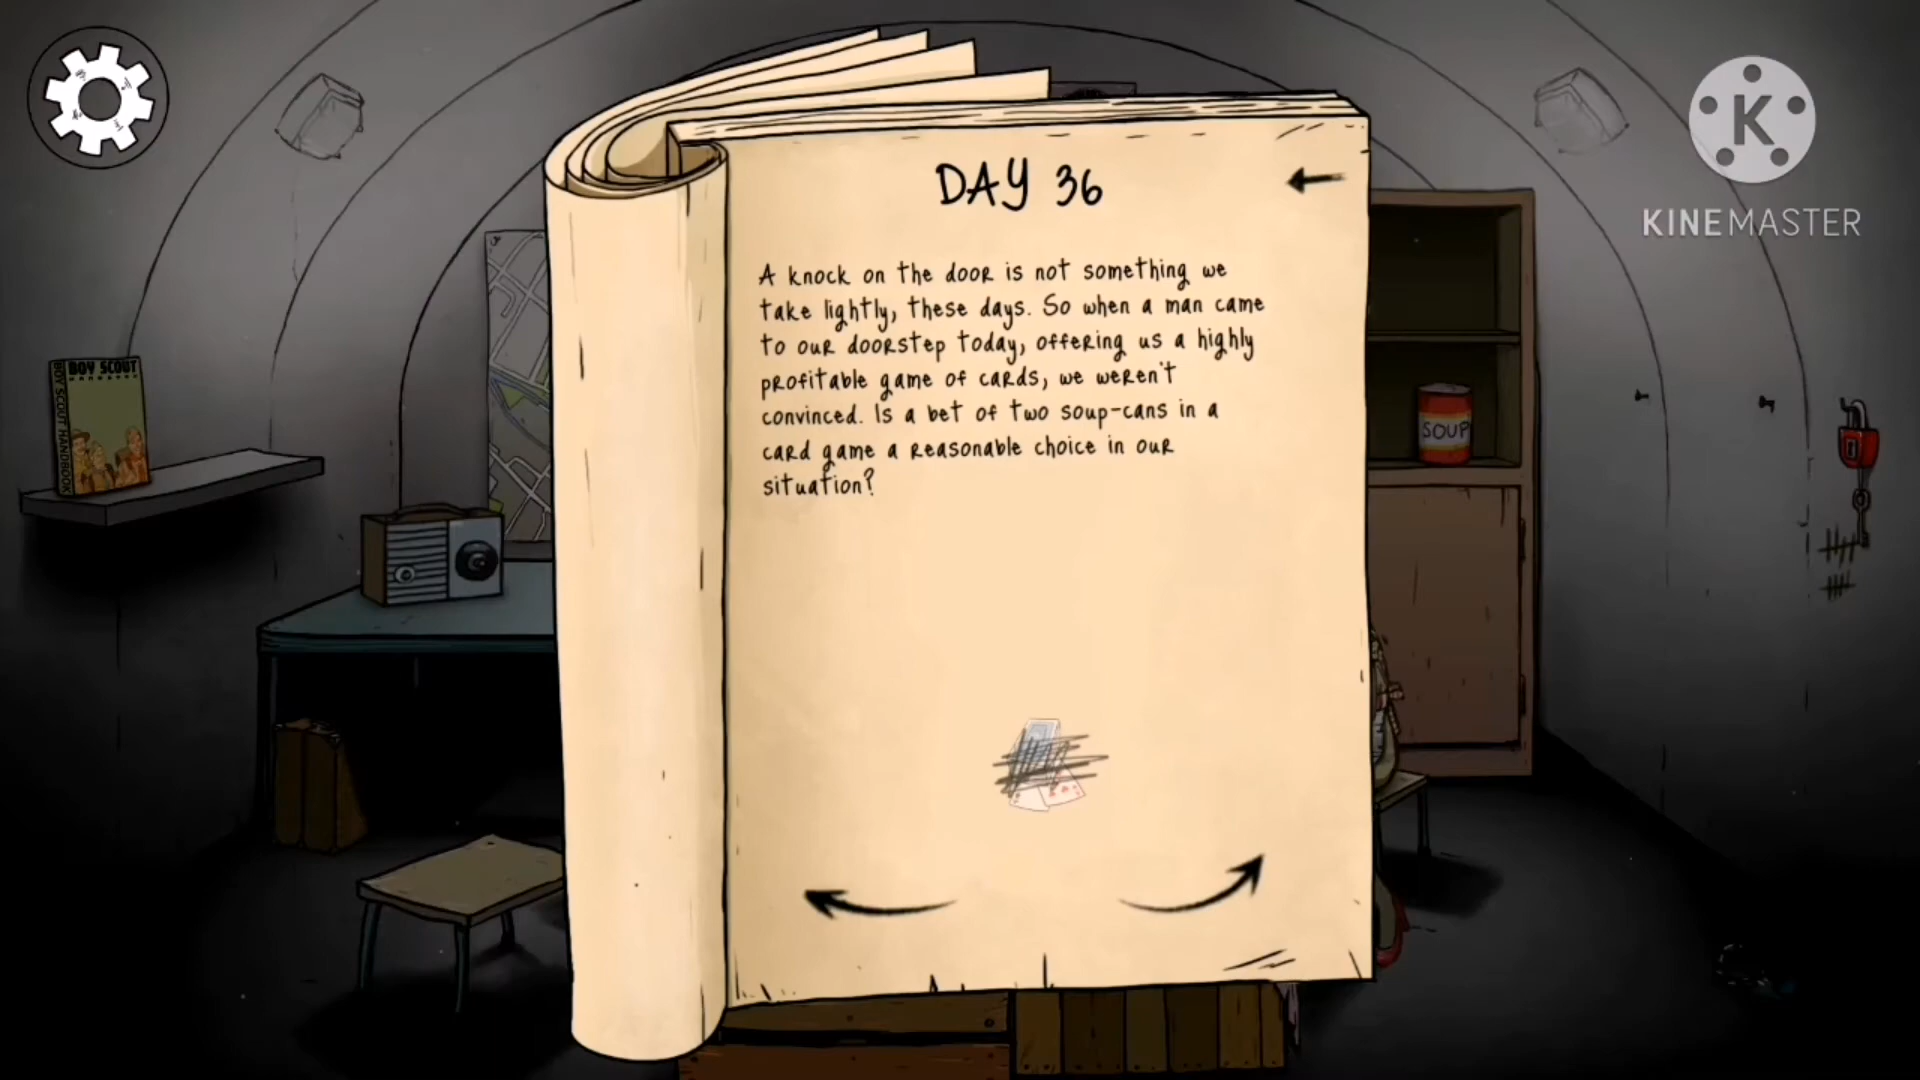 DAY 36
A knock on the door is not something we
take lightly, these days. So when a man came
to our doorstep today, offering us a highly
profitable game of cards, we weren't
convinced. Is a bet of two soup-cans in a
card game a reasonable choice in our
situation?
K
KINEMASTER
BOY SCOUT
HANDBOOK
BOY SCOUT HANDBOOK
SOUP